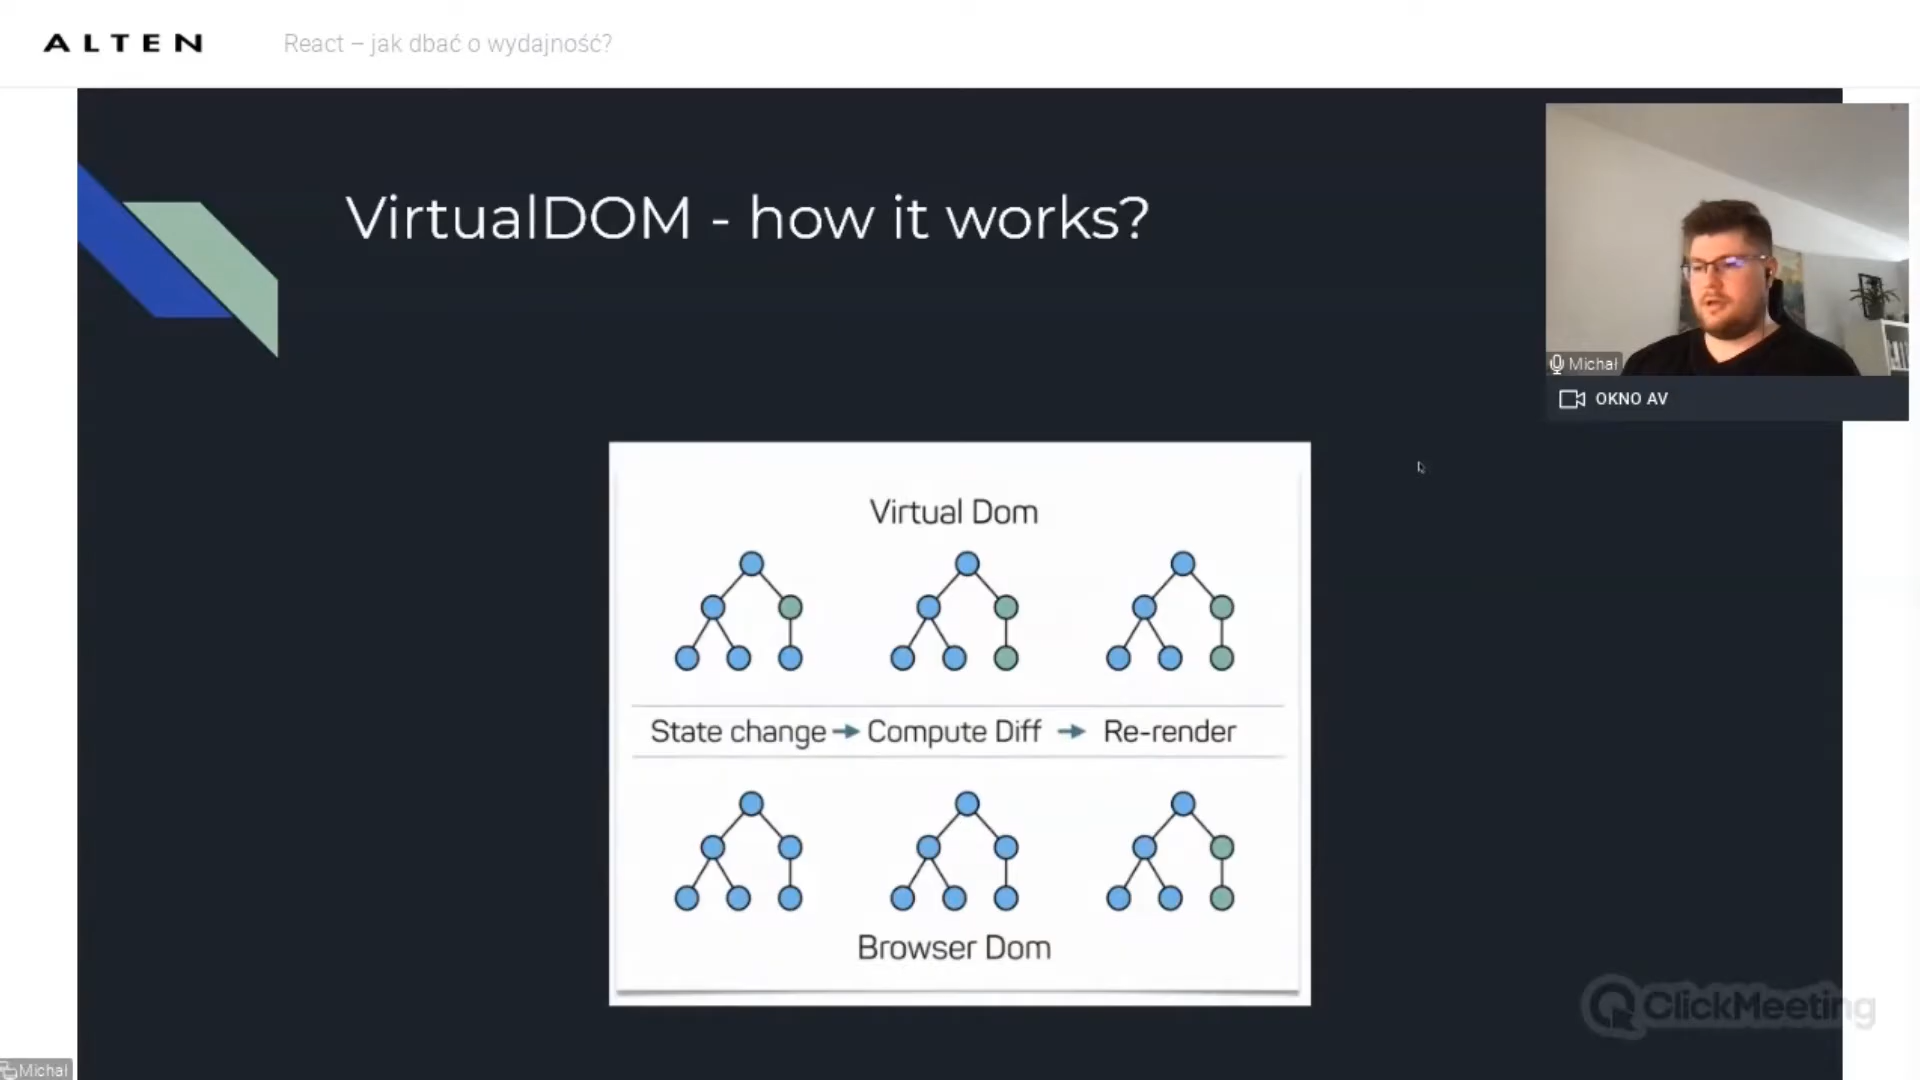 ALTEN
React – jak dbać o wydajność?
VirtualDOM - how it works?
Michał
OKNO AV
Virtual Dom
State change → Compute Diff → Re-render
Browser Dom
ClickMeeting
Michał